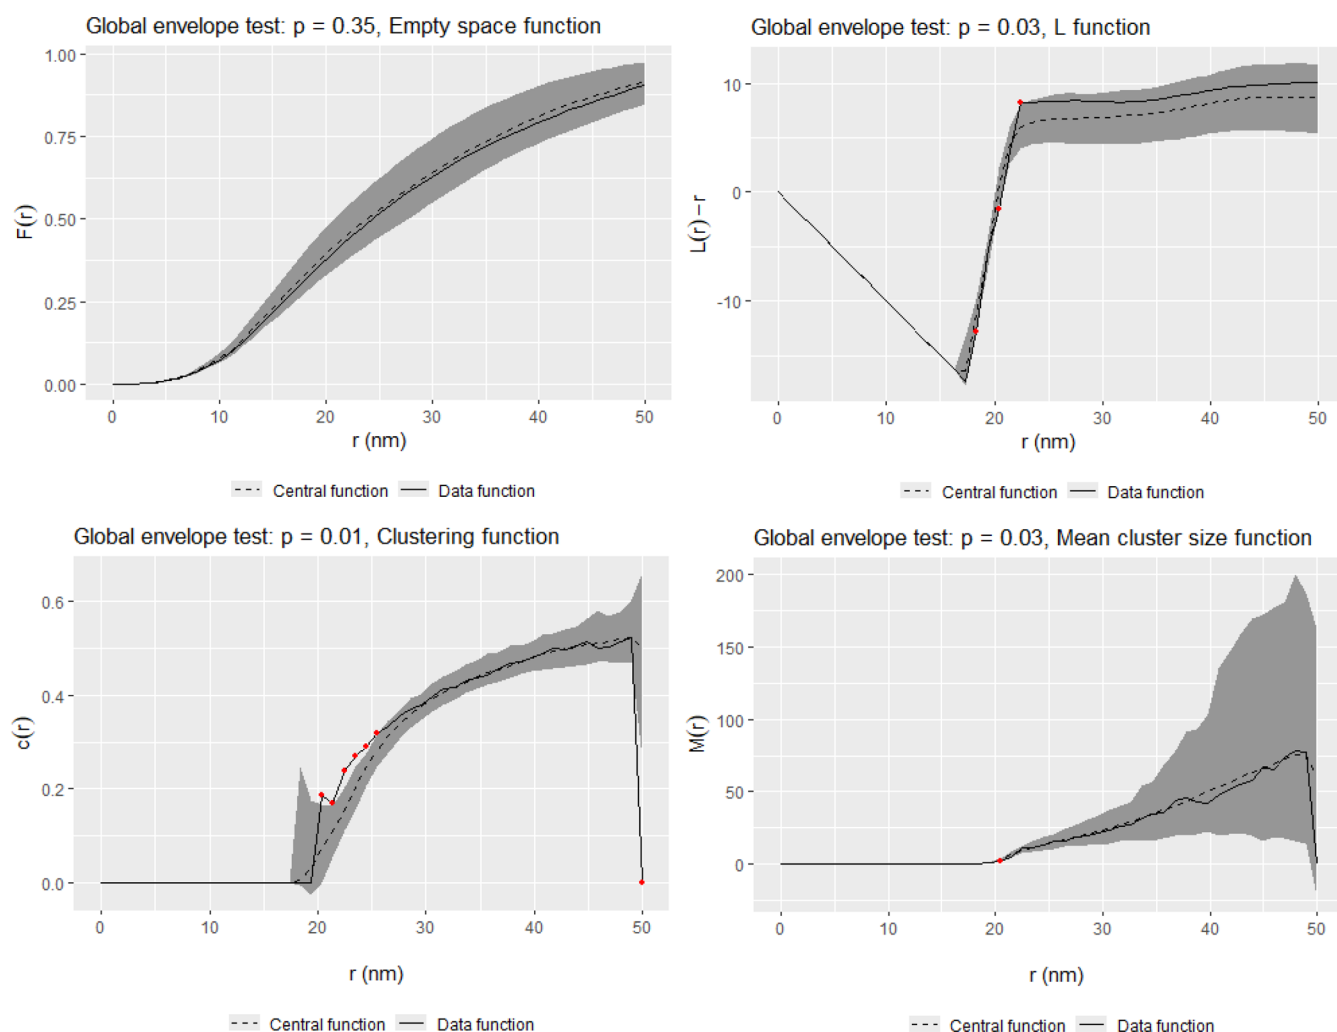 Global envelope test: p = 0.35, Empty space function
1.00
0.75
0.50
0.25
0.00
F(r)
0 10 20 30 40 50
r (nm)
Central function Data function
Global envelope test: p = 0.03, L function
10
0
-10
L(r)−r
0 10 20 30 40 50
r (nm)
Central function Data function
Global envelope test: p = 0.01, Clustering function
0.6
0.4
0.2
0.0
c(r)
0 10 20 30 40 50
r (nm)
Central function Data function
Global envelope test: p = 0.03, Mean cluster size function
200
150
100
50
0
M(r)
0 10 20 30 40 50
r (nm)
Central function Data function